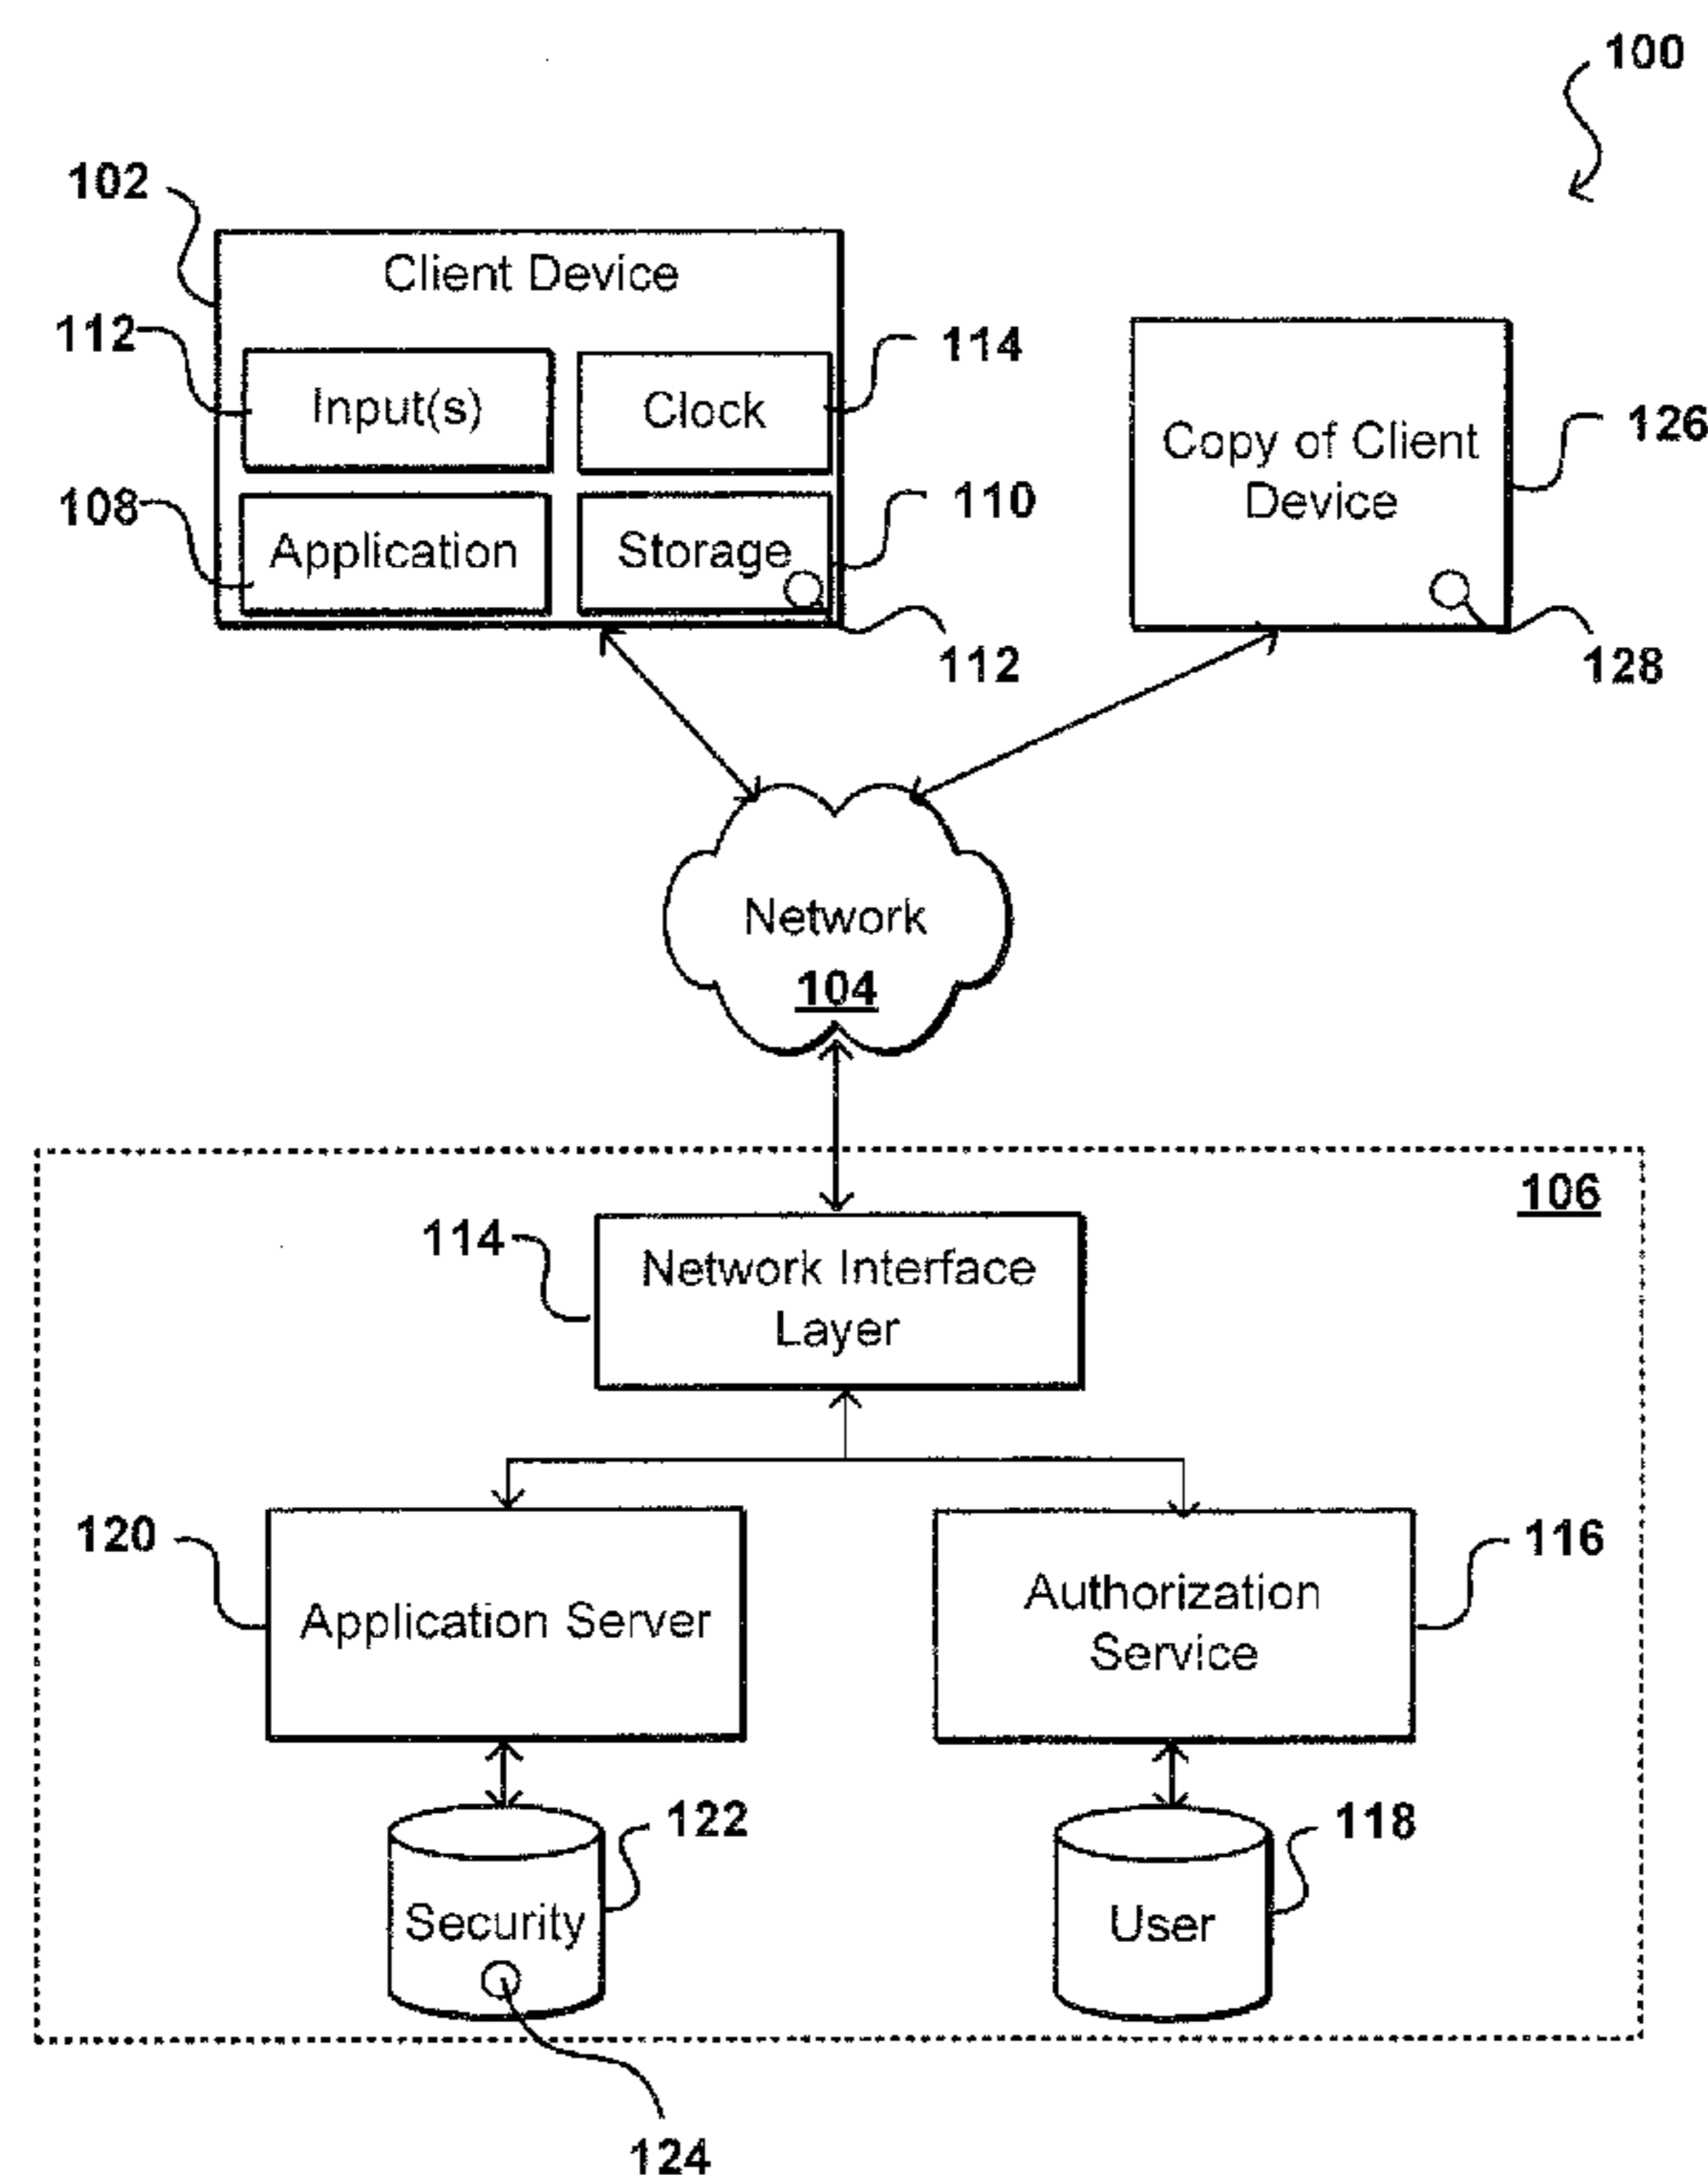 100
102
Client Device
112
Input(s)
Clock
114
108
Application
Storage
110
112
Copy of Client
Device
126
128
Network
104
106
114
Network Interface
Layer
120
Application Server
Authorization
Service
116
Security
122
User
118
124